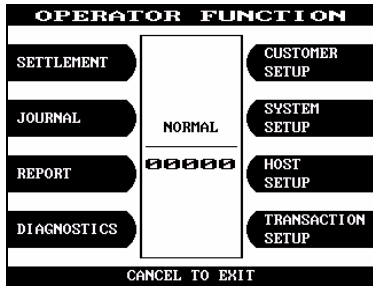 OPERATOR FUNCTION
SETTLEMENT
CUSTOMER
SETUP
JOURNAL
NORMAL
SYSTEM
SETUP
REPORT
00000
HOST
SETUP
DIAGNOSTICS
TRANSACTION
SETUP
CANCEL TO EXIT